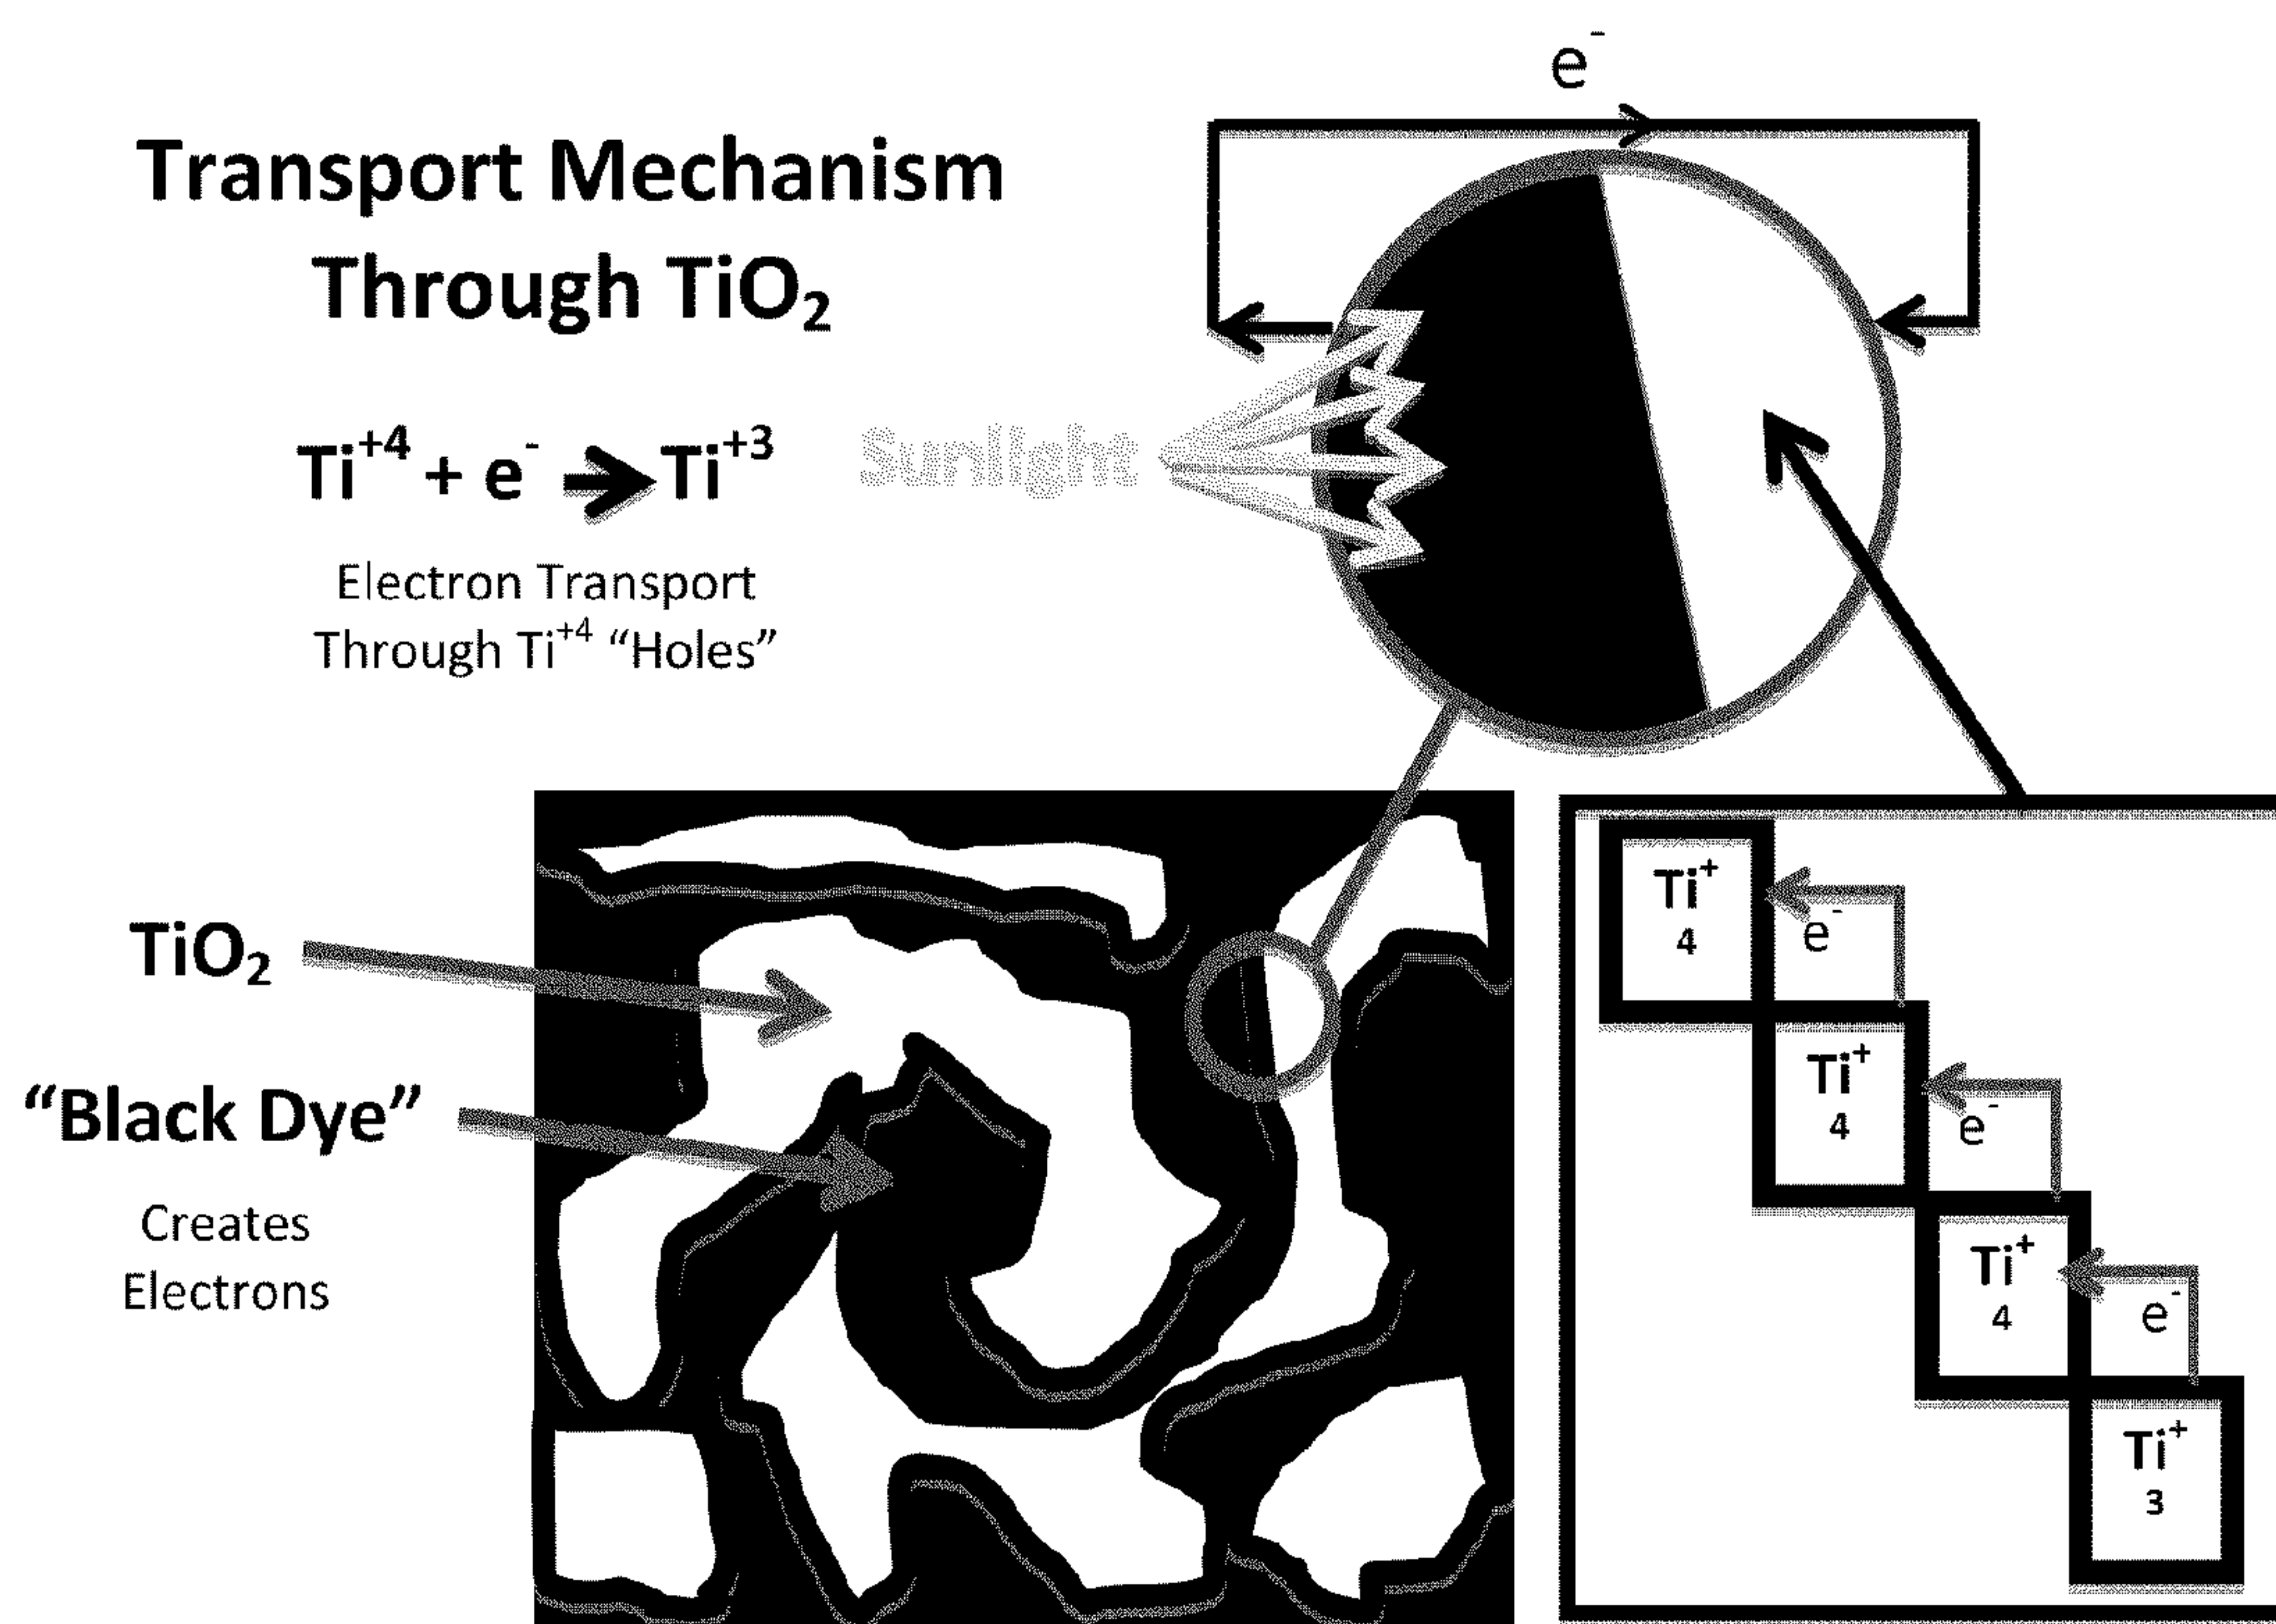 e⁻
Transport Mechanism
Through TiO₂
Ti⁺⁴ + e⁻ → Ti⁺³
Sunlight
Electron Transport
Through Ti⁺⁴ “Holes”
TiO₂
“Black Dye”
Creates
Electrons
Ti⁺
4
e⁻
Ti⁺
4
e⁻
Ti⁺
4
e⁻
Ti⁺
3